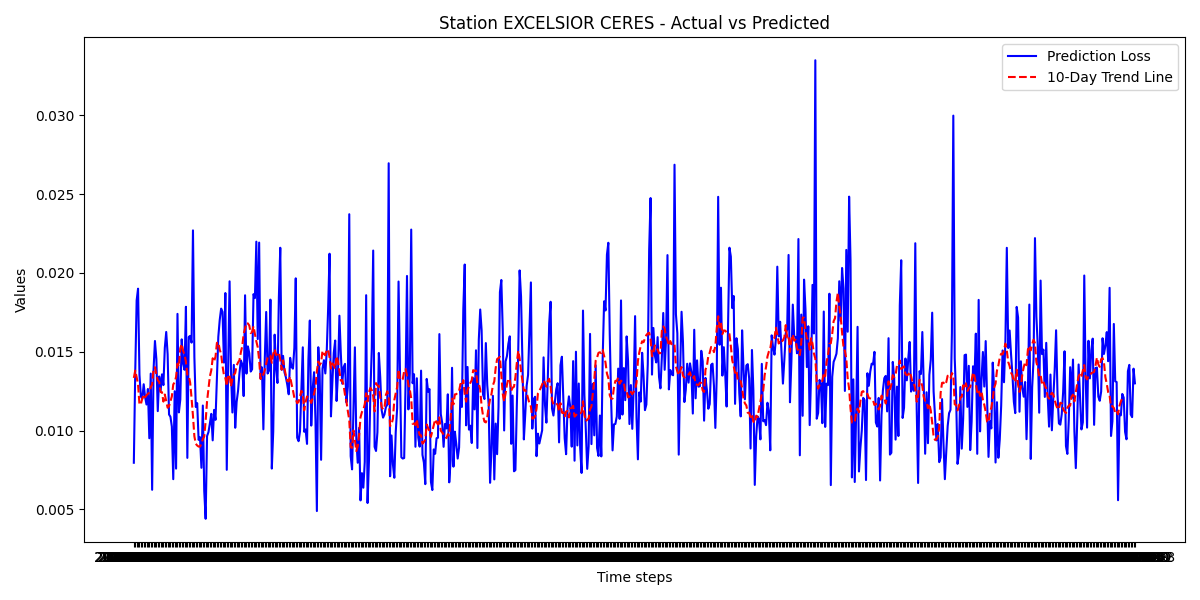 Station EXCELSIOR CERES - Actual vs Predicted
Prediction Loss
10-Day Trend Line
Values
0.030
0.025
0.020
0.015
0.010
0.005
Time steps